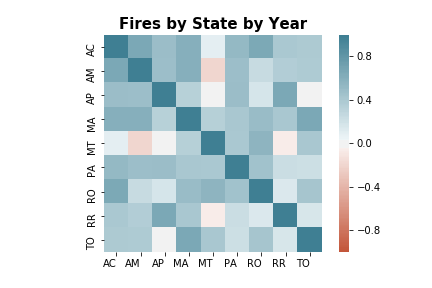 Fires by State by Year
AC
AM
AP
MA
MT
PA
RO
RR
TO
AC AM AP MA MT PA RO RR TO
0.8
0.4
0.0
−0.4
−0.8